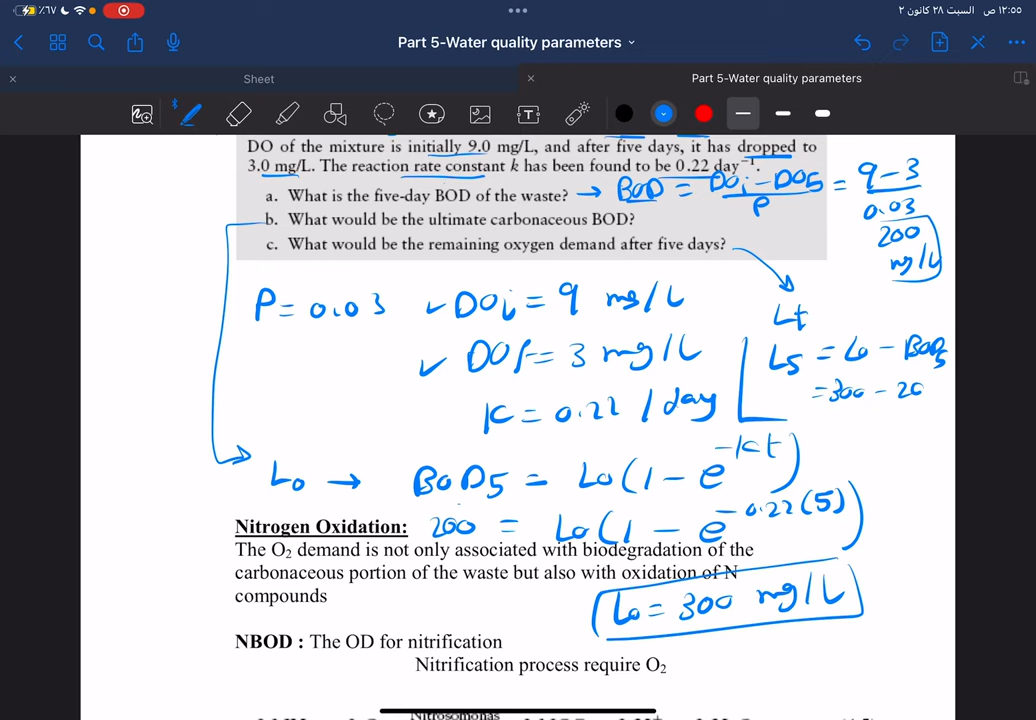 ٪٦٧ ١٢:٥٥ ص السبت ٢٨ كانون ٢
Part 5-Water quality parameters
Sheet
Part 5-Water quality parameters
DO of the mixture is initially 9.0 mg/L, and after five days, it has dropped to
3.0 mg/L. The reaction rate constant k has been found to be 0.22 day⁻¹.
a. What is the five-day BOD of the waste? → BOD = DOi - DO5 / P = 9 - 3 / 0.03
200 mg/L
b. What would be the ultimate carbonaceous BOD?
c. What would be the remaining oxygen demand after five days?
P = 0.03 ✓ DOi = 9 mg/L
Lt
✓ DOf = 3 mg/L
L5 = Lo - BOD5
= 300 - 20
K = 0.22 / day
Lo → BOD5 = Lo(1 - e^-kt)
200 = Lo(1 - e^-0.22(5))
Nitrogen Oxidation:
The O₂ demand is not only associated with biodegradation of the
carbonaceous portion of the waste but also with oxidation of N
compounds
Lo = 300 mg/L
NBOD : The OD for nitrification
Nitrification process require O₂
Nitrosomonas